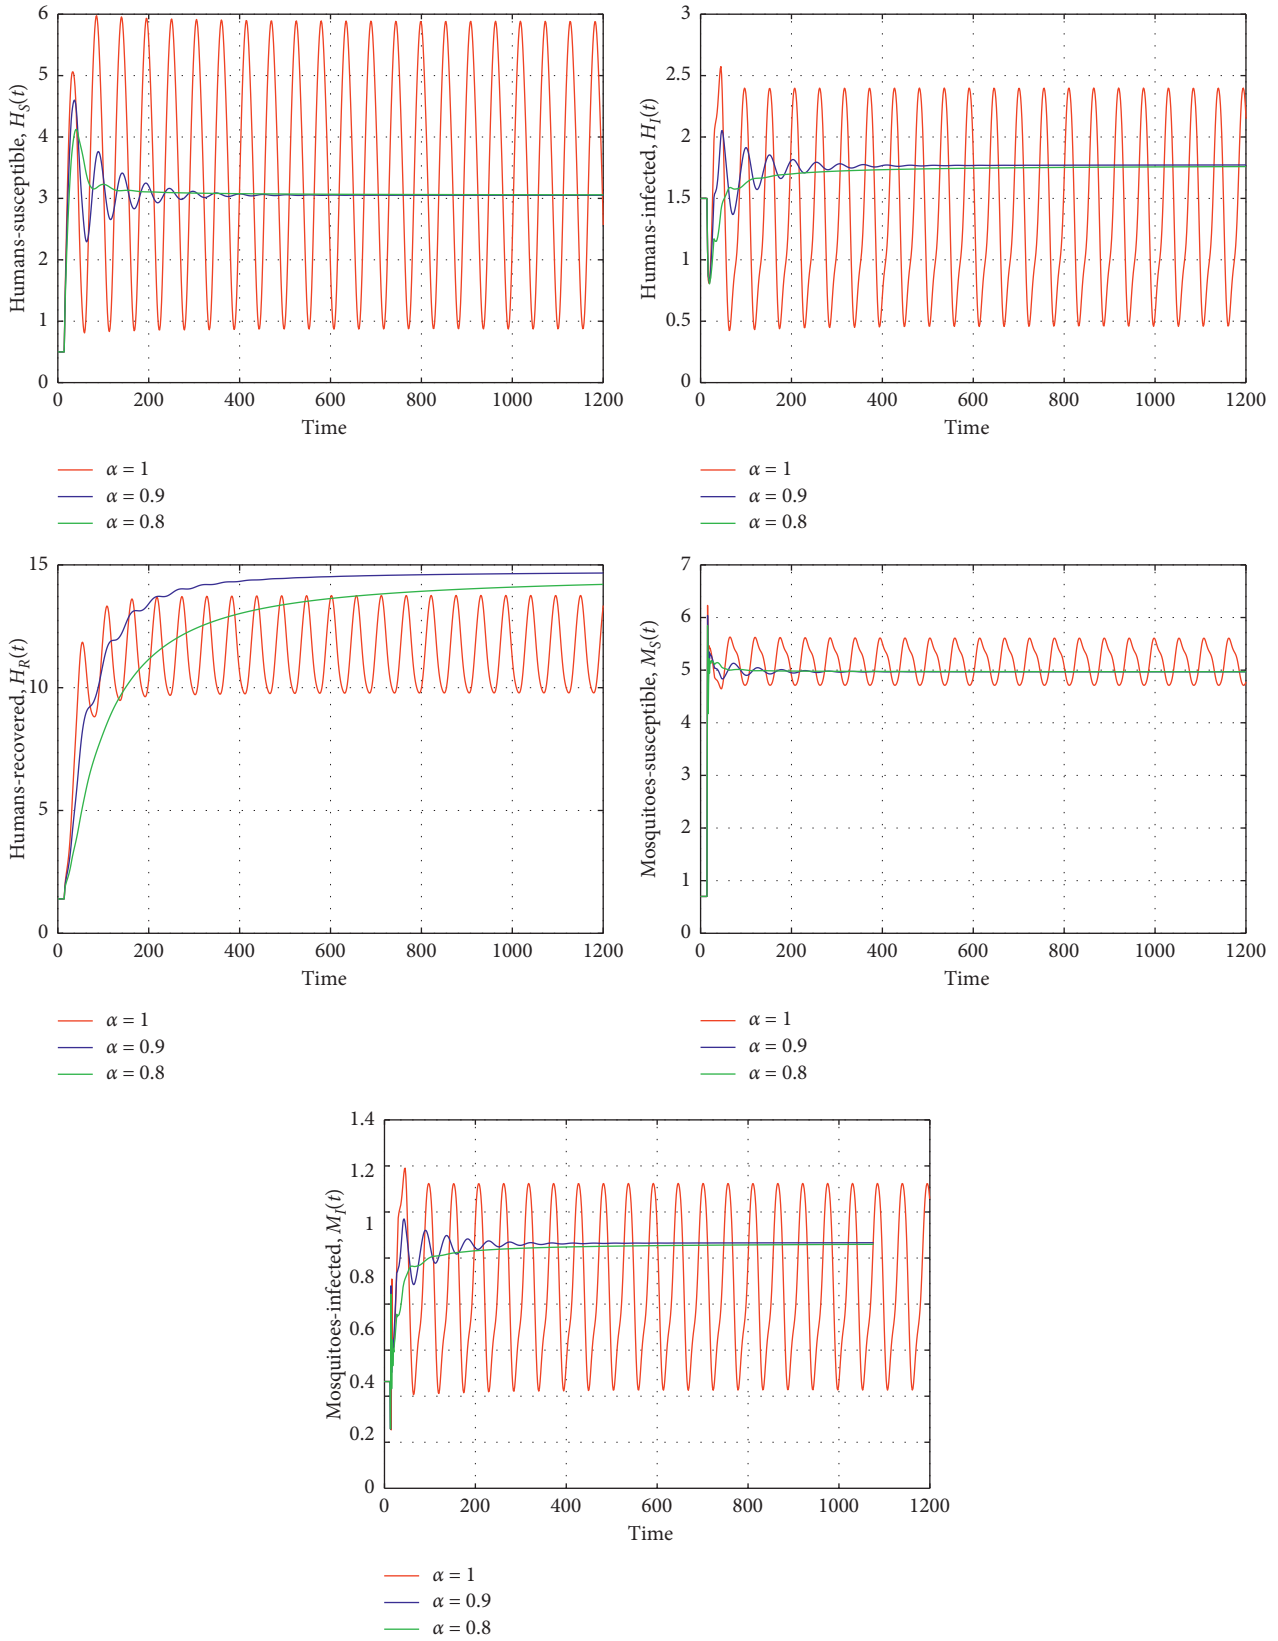 6
5
4
3
2
1
0
Humans-susceptible, H_S(t)
0 200 400 600 800 1000 1200
Time
α = 1
α = 0.9
α = 0.8
3
2.5
2
1.5
1
0.5
0
Humans-infected, H_I(t)
0 200 400 600 800 1000 1200
Time
α = 1
α = 0.9
α = 0.8
15
10
5
0
Humans-recovered, H_R(t)
0 200 400 600 800 1000 1200
Time
α = 1
α = 0.9
α = 0.8
7
6
5
4
3
2
1
0
Mosquitoes-susceptible, M_S(t)
0 200 400 600 800 1000 1200
Time
α = 1
α = 0.9
α = 0.8
1.4
1.2
1
0.8
0.6
0.4
0.2
0
Mosquitoes-infected, M_I(t)
0 200 400 600 800 1000 1200
Time
α = 1
α = 0.9
α = 0.8